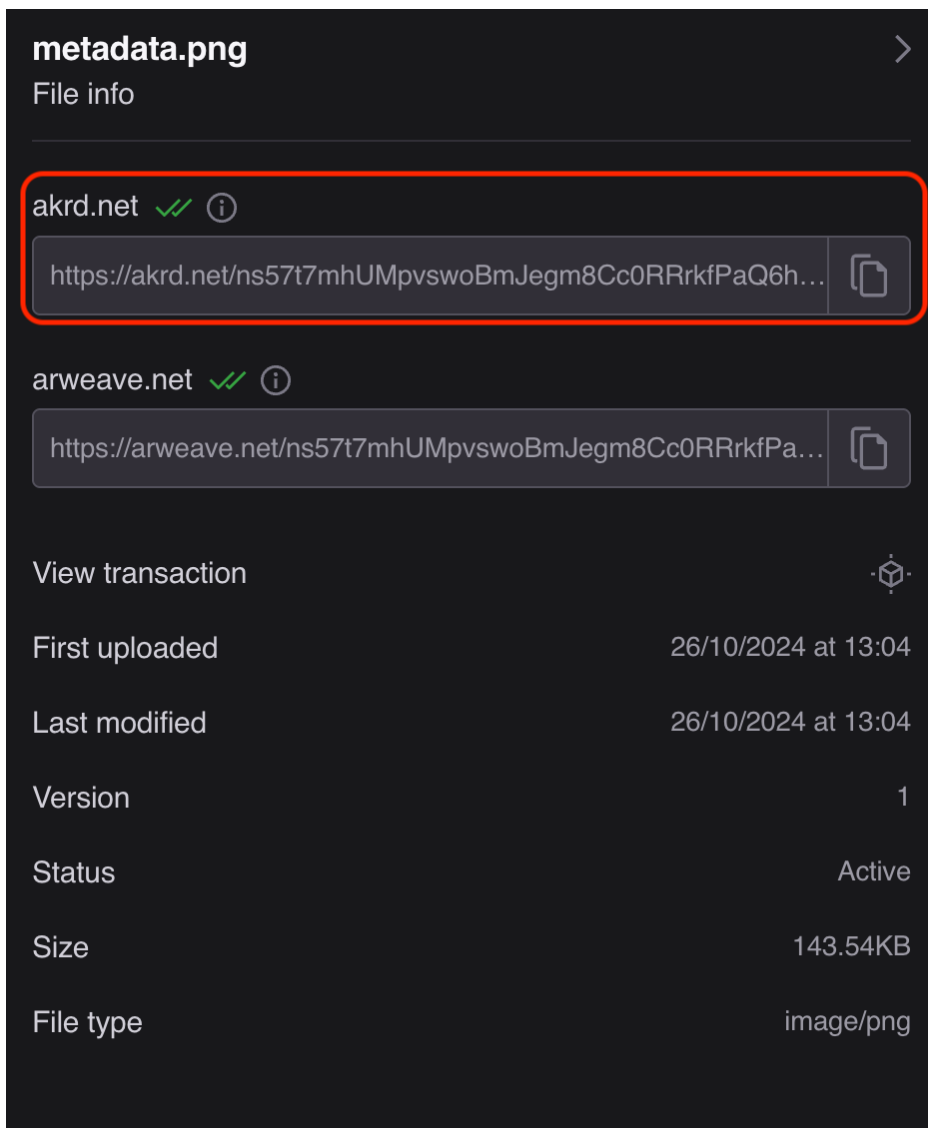 metadata.png
File info
akrd.net
https://akrd.net/ns57t7mhUMpvswoBmJegm8Cc0RRrkfPaQ6h...
arweave.net
https://arweave.net/ns57t7mhUMpvswoBmJegm8Cc0RRrkfPa...
View transaction
First uploaded 26/10/2024 at 13:04
Last modified 26/10/2024 at 13:04
Version 1
Status Active
Size 143.54KB
File type image/png